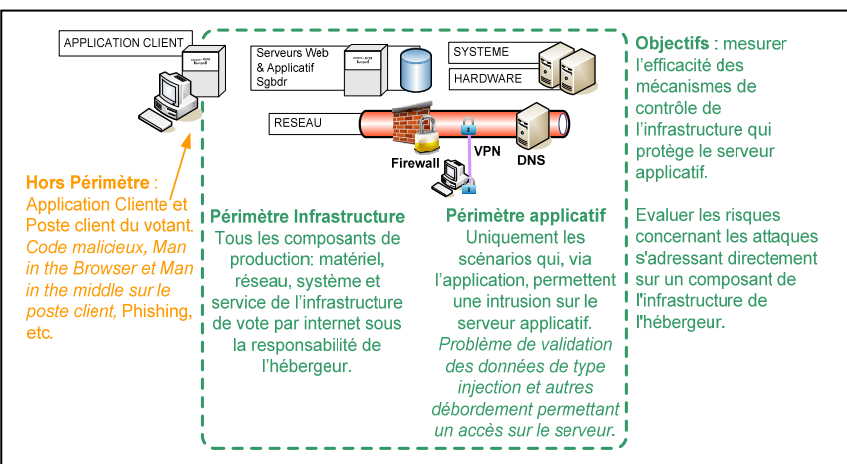 APPLICATION CLIENT
Serveurs Web
& Applicatif
Sgbdr
SYSTEME
HARDWARE
RESEAU
Firewall
VPN
DNS
Hors Périmètre :
Application Cliente et
Poste client du votant.
Code malicieux, Man
in the Browser et Man
in the middle sur le
poste client, Phishing,
etc.
Périmètre Infrastructure
Tous les composants de
production: matériel,
réseau, système et
service de l'infrastructure
de vote par internet sous
la responsabilité de
l'hébergeur.
Périmètre applicatif
Uniquement les
scénarios qui, via
l'application, permettent
une intrusion sur le
serveur applicatif.
Problème de validation
des données de type
injection et autres
débordement permettant
un accès sur le serveur.
Objectifs : mesurer
l'efficacité des
mécanismes de
contrôle de
l'infrastructure qui
protège le serveur
applicatif.
Evaluer les risques
concernant les attaques
s'adressant directement
sur un composant de
l'infrastructure de
l'hébergeur.